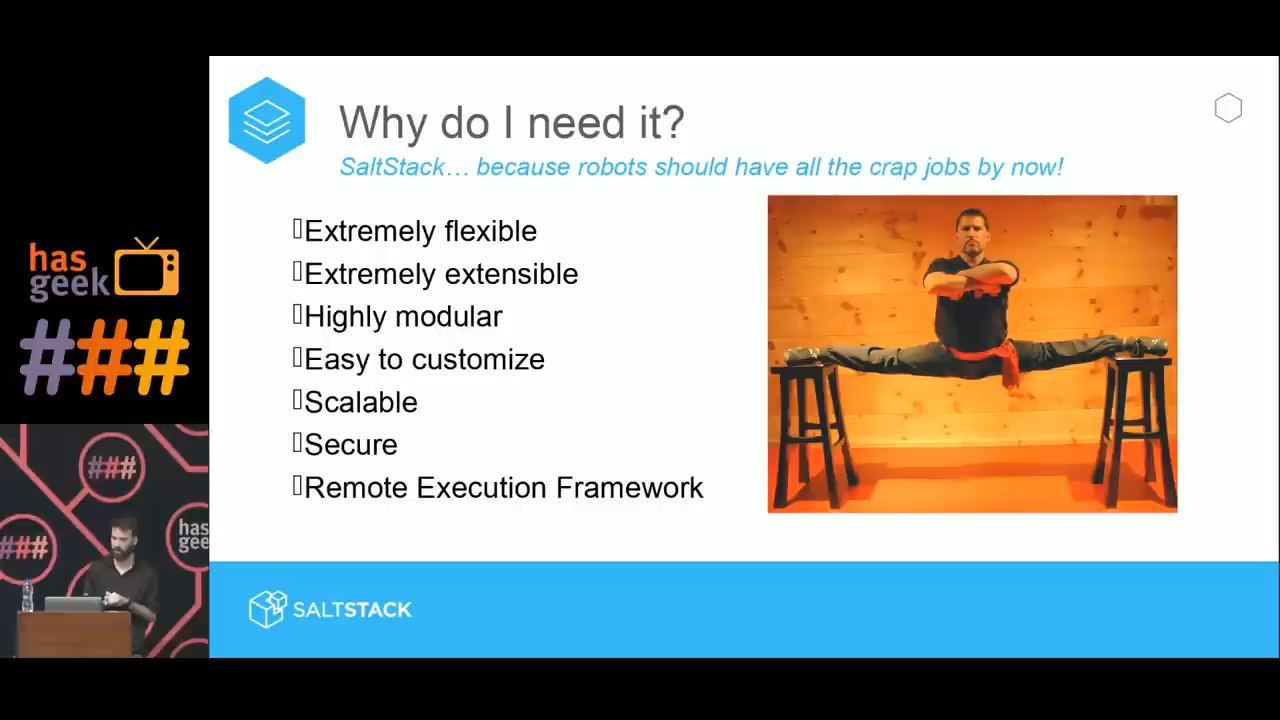 Why do I need it?
SaltStack… because robots should have all the crap jobs by now!
Extremely flexible
Extremely extensible
Highly modular
Easy to customize
Scalable
Secure
Remote Execution Framework
SALTSTACK
has
geek
###
###
###
has
geek